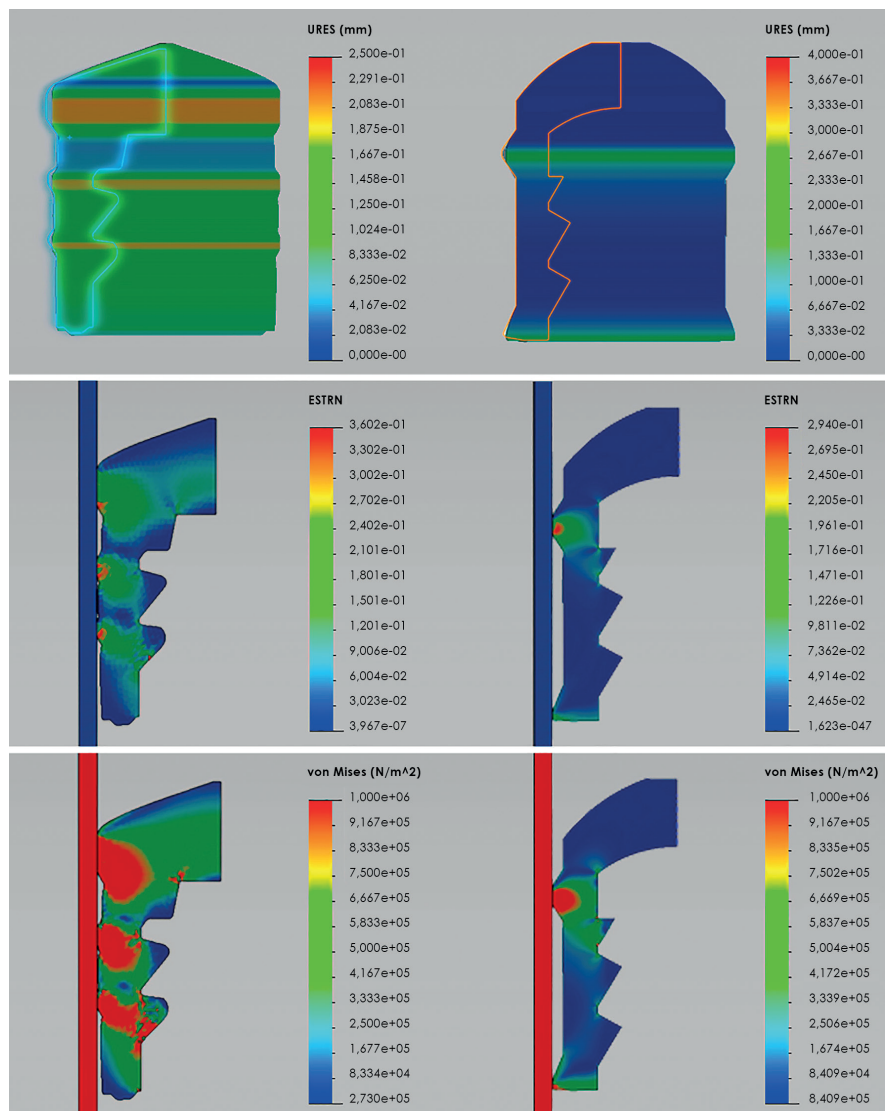 URES (mm)
2,500e-01
2,291e-01
2,083e-01
1,875e-01
1,667e-01
1,458e-01
1,250e-01
1,024e-01
8,333e-02
6,250e-02
4,167e-02
2,083e-02
0,000e-00
URES (mm)
4,000e-01
3,667e-01
3,333e-01
3,000e-01
2,667e-01
2,333e-01
2,000e-01
1,667e-01
1,333e-01
1,000e-01
6,667e-02
3,333e-02
0,000e-00
ESTRN
3,602e-01
3,302e-01
3,002e-01
2,702e-01
2,402e-01
2,101e-01
1,801e-01
1,501e-01
1,201e-01
9,006e-02
6,004e-02
3,023e-02
3,967e-07
ESTRN
2,940e-01
2,695e-01
2,450e-01
2,205e-01
1,961e-01
1,716e-01
1,471e-01
1,226e-01
9,811e-02
7,362e-02
4,914e-02
2,465e-02
1,623e-047
von Mises (N/m^2)
1,000e+06
9,167e+05
8,333e+05
7,500e+05
6,667e+05
5,833e+05
5,000e+05
4,167e+05
3,333e+05
2,500e+05
1,677e+05
8,334e+04
2,730e+05
von Mises (N/m^2)
1,000e+06
9,167e+05
8,335e+05
7,502e+05
6,669e+05
5,837e+05
5,004e+05
4,172e+05
3,339e+05
2,506e+05
1,674e+05
8,409e+04
8,409e+05